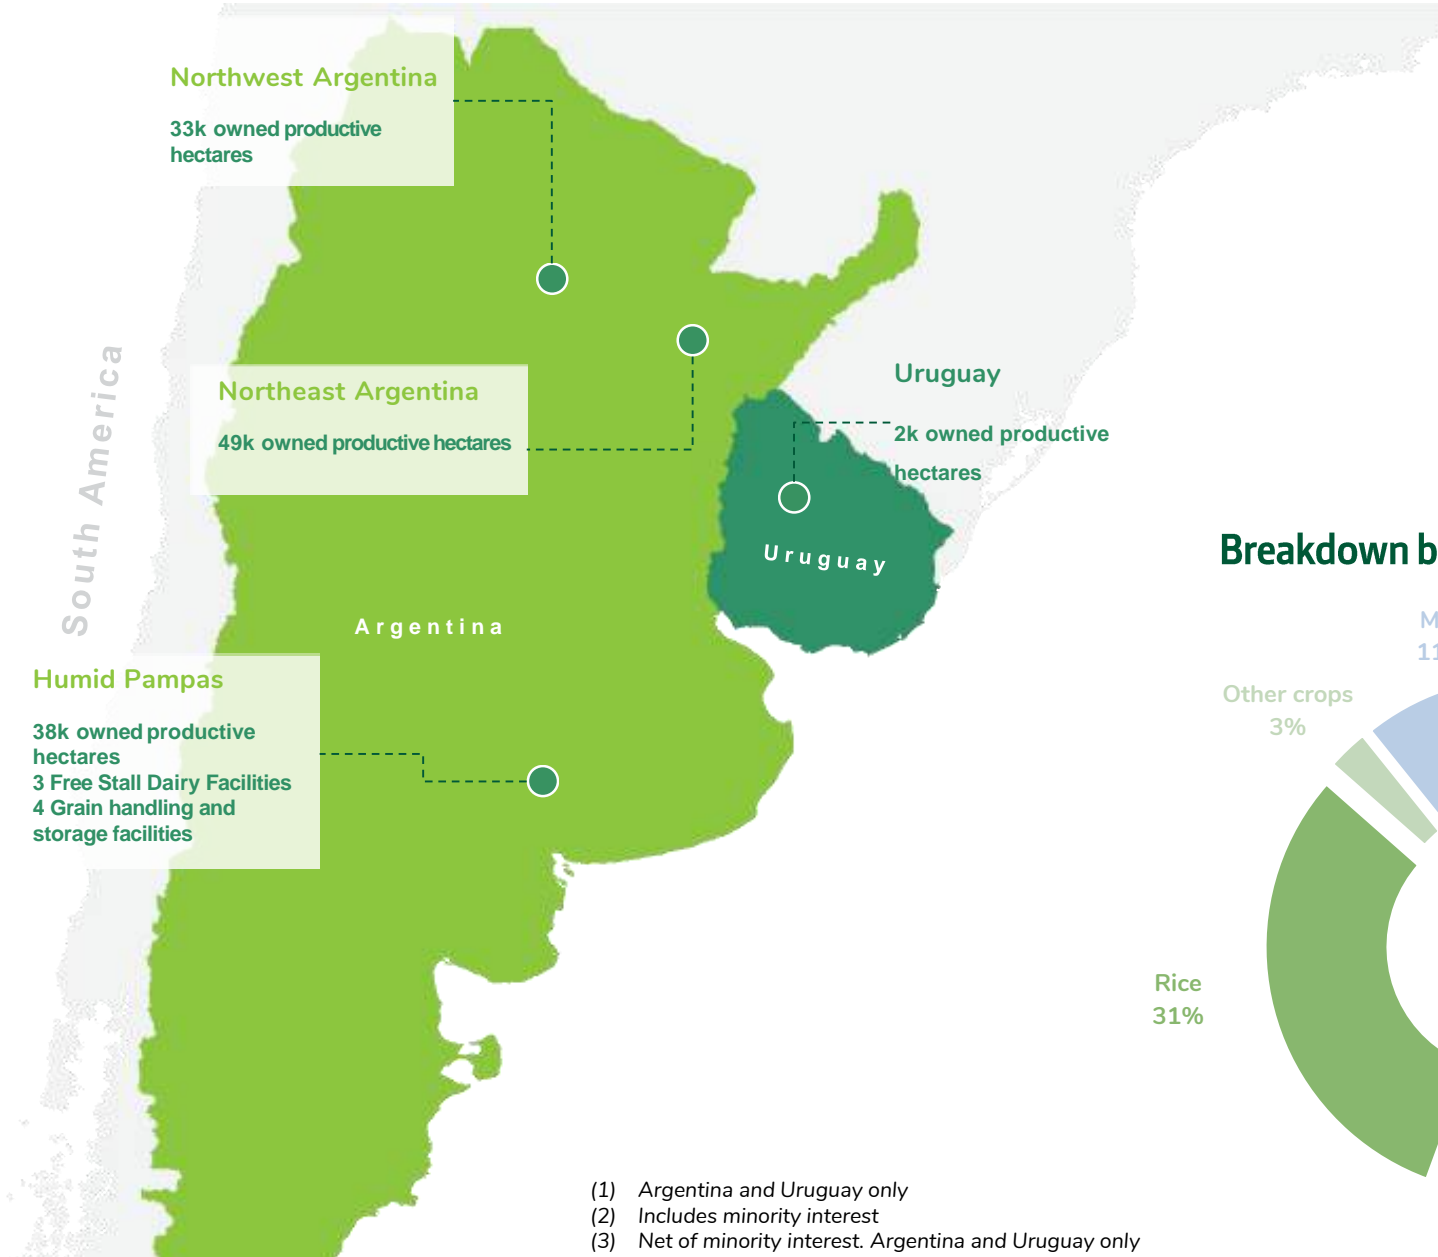 Northwest Argentina
33k owned productive
hectares
Northeast Argentina
49k owned productive hectares
South America
Uruguay
2k owned productive
hectares
Uruguay
Argentina
Humid Pampas
38k owned productive
hectares
3 Free Stall Dairy Facilities
4 Grain handling and
storage facilities
Breakdown b
M
11
Other crops
3%
Rice
31%
(1) Argentina and Uruguay only
(2) Includes minority interest
(3) Net of minority interest. Argentina and Uruguay only